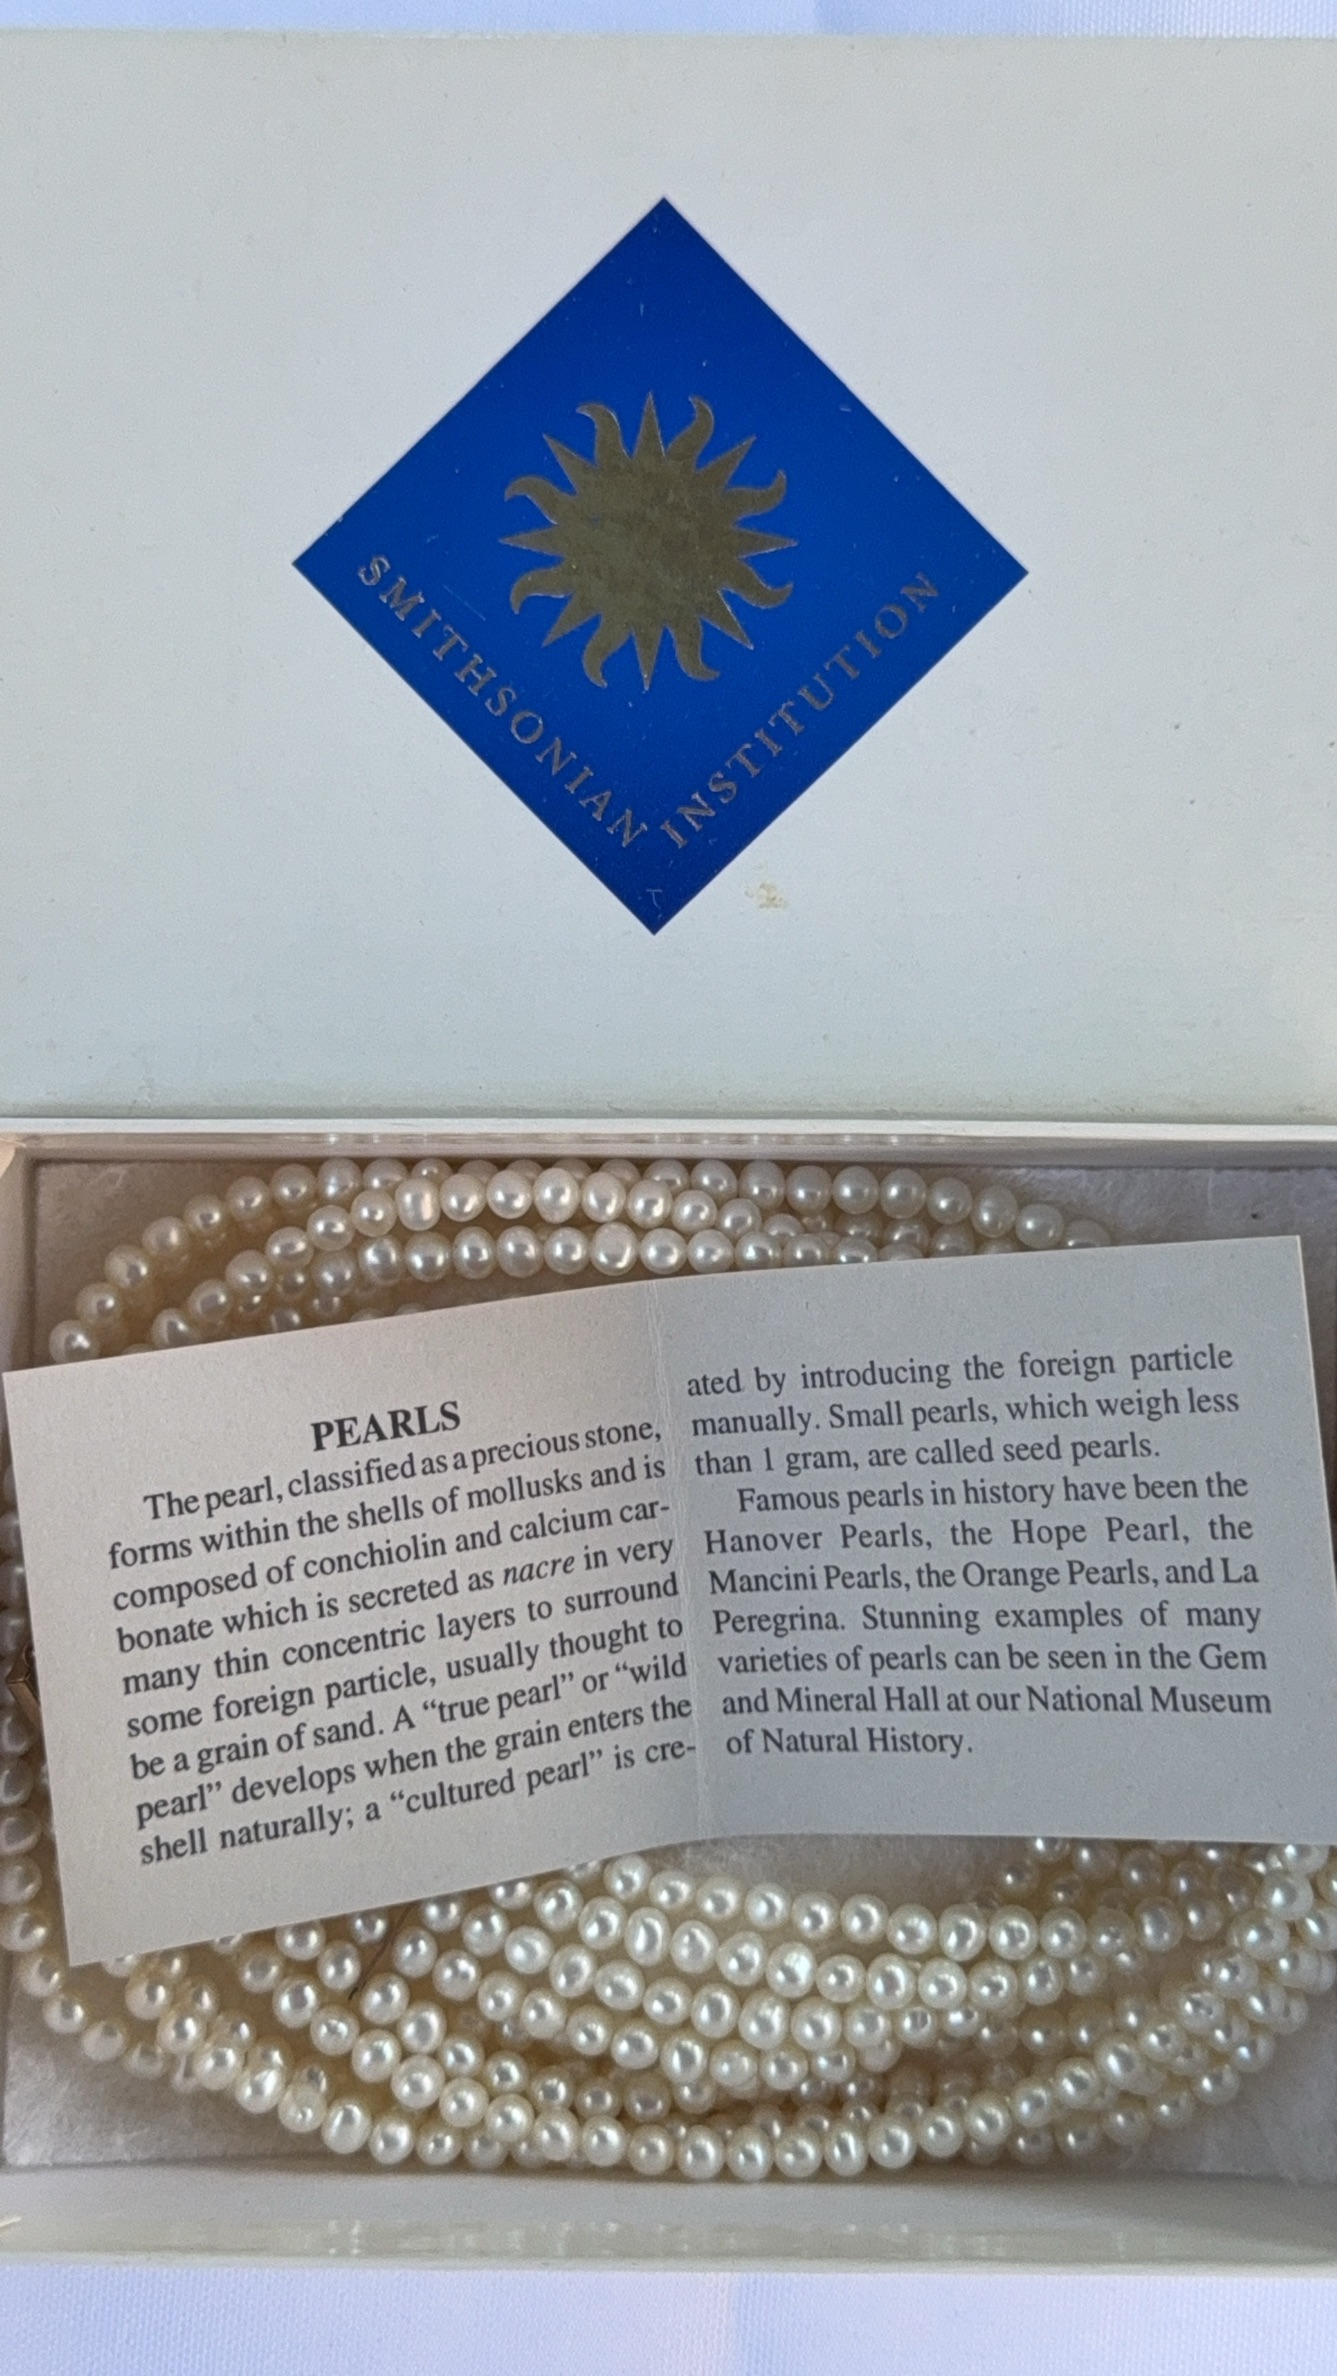 SMITHSONIAN INSTITUTION
PEARLS
The pearl, classified as a precious stone,
forms within the shells of mollusks and is
composed of conchiolin and calcium car-
bonate which is secreted as nacre in very
many thin concentric layers to surround
some foreign particle, usually thought to
be a grain of sand. A “true pearl” or “wild
pearl” develops when the grain enters the
shell naturally; a “cultured pearl” is cre-
ated by introducing the foreign particle
manually. Small pearls, which weigh less
than 1 gram, are called seed pearls.
Famous pearls in history have been the
Hanover Pearls, the Hope Pearl, the
Mancini Pearls, the Orange Pearls, and La
Peregrina. Stunning examples of many
varieties of pearls can be seen in the Gem
and Mineral Hall at our National Museum
of Natural History.